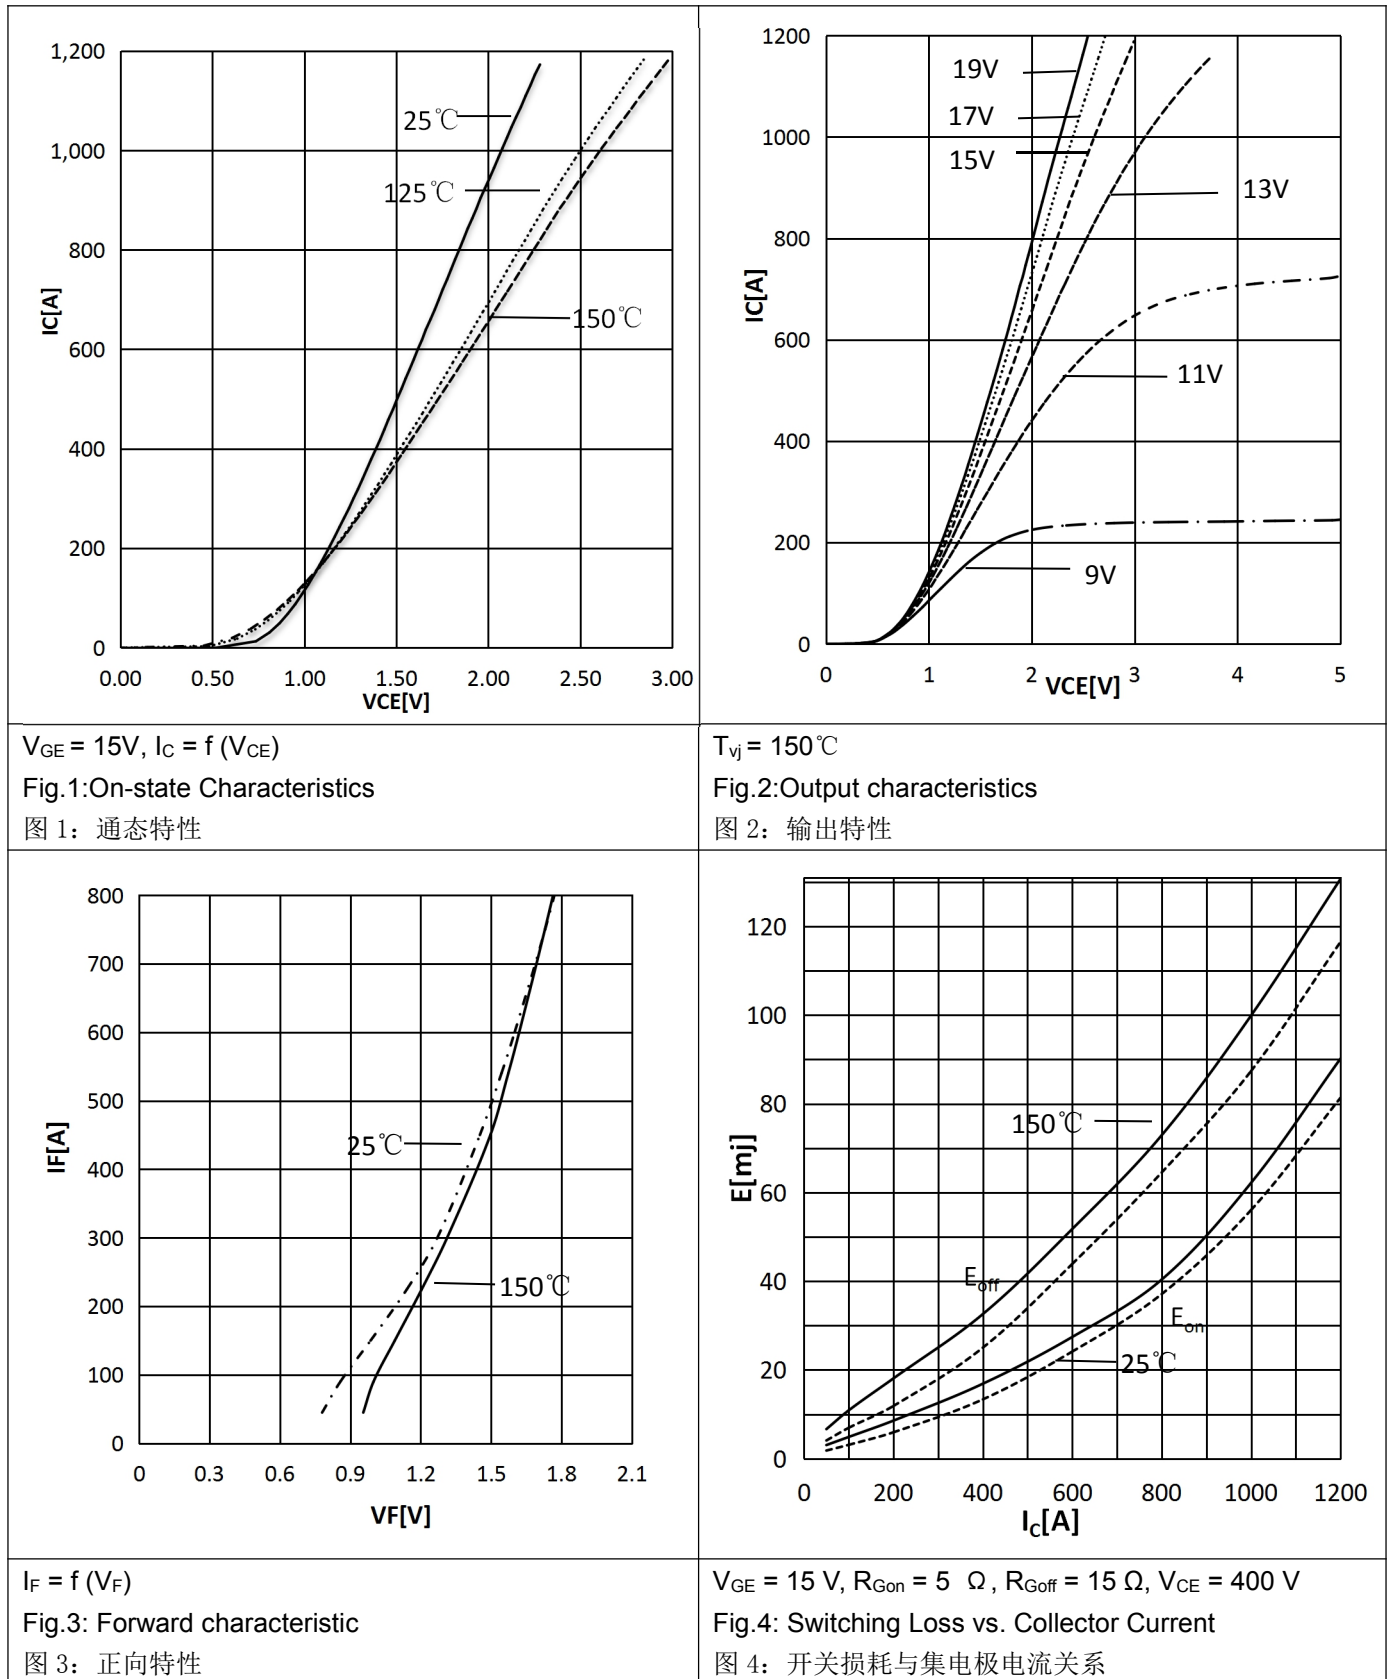 1,200
1,000
800
600
400
200
0
IC[A]
25℃
125℃
150℃
0.00 0.50 1.00 1.50 2.00 2.50 3.00
VCE[V]
VGE = 15V, IC = f (VCE)
Fig.1:On-state Characteristics
图 1：通态特性
1200
1000
800
600
400
200
0
IC[A]
19V
17V
15V
13V
11V
9V
0 1 2 3 4 5
VCE[V]
Tvj = 150℃
Fig.2:Output characteristics
图 2：输出特性
800
700
600
500
400
300
200
100
0
IF[A]
25℃
150℃
0 0.3 0.6 0.9 1.2 1.5 1.8 2.1
VF[V]
IF = f (VF)
Fig.3: Forward characteristic
图 3：正向特性
120
100
80
60
40
20
0
E[mj]
150℃
Eoff
Eon
25℃
0 200 400 600 800 1000 1200
IC[A]
VGE = 15 V, RGon = 5 Ω, RGoff = 15 Ω, VCE = 400 V
Fig.4: Switching Loss vs. Collector Current
图 4：开关损耗与集电极电流关系